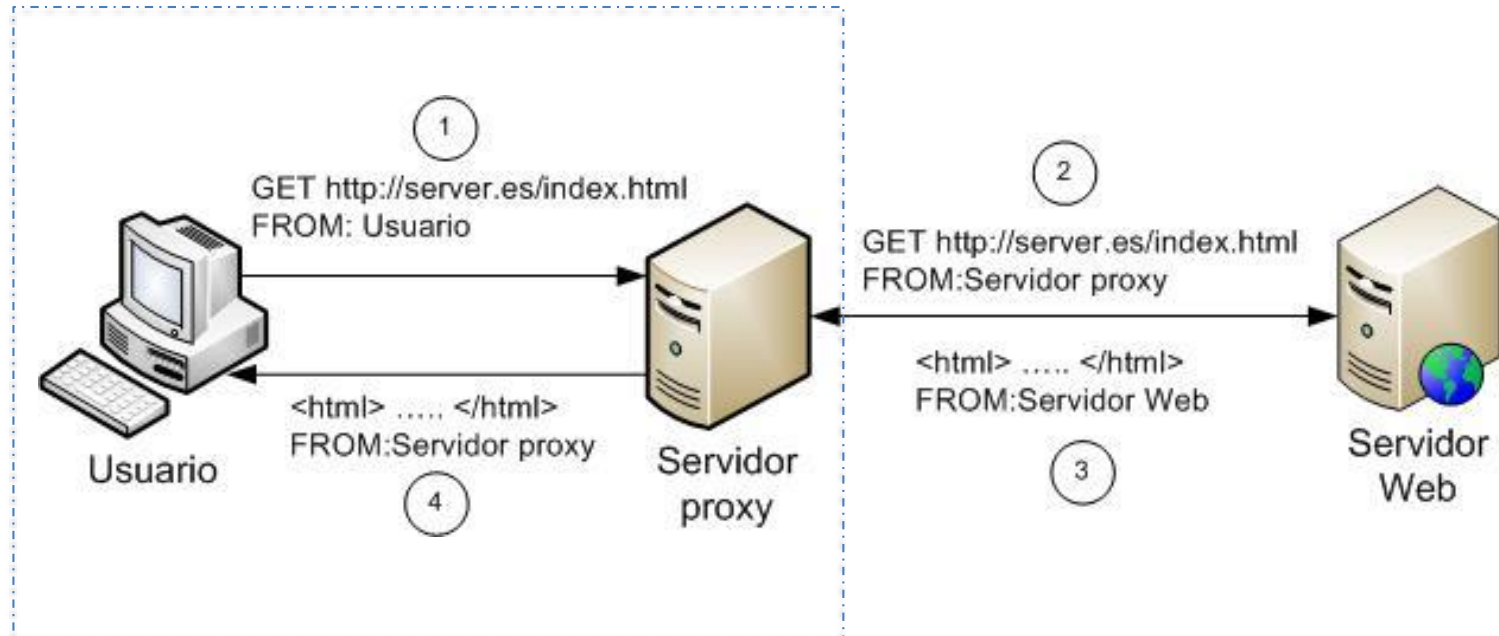 1
GET http://server.es/index.html
FROM: Usuario
2
GET http://server.es/index.html
FROM:Servidor proxy
<html> ..... </html>
FROM:Servidor Web
3
<html> ..... </html>
FROM:Servidor proxy
4
Usuario
Servidor
proxy
Servidor
Web